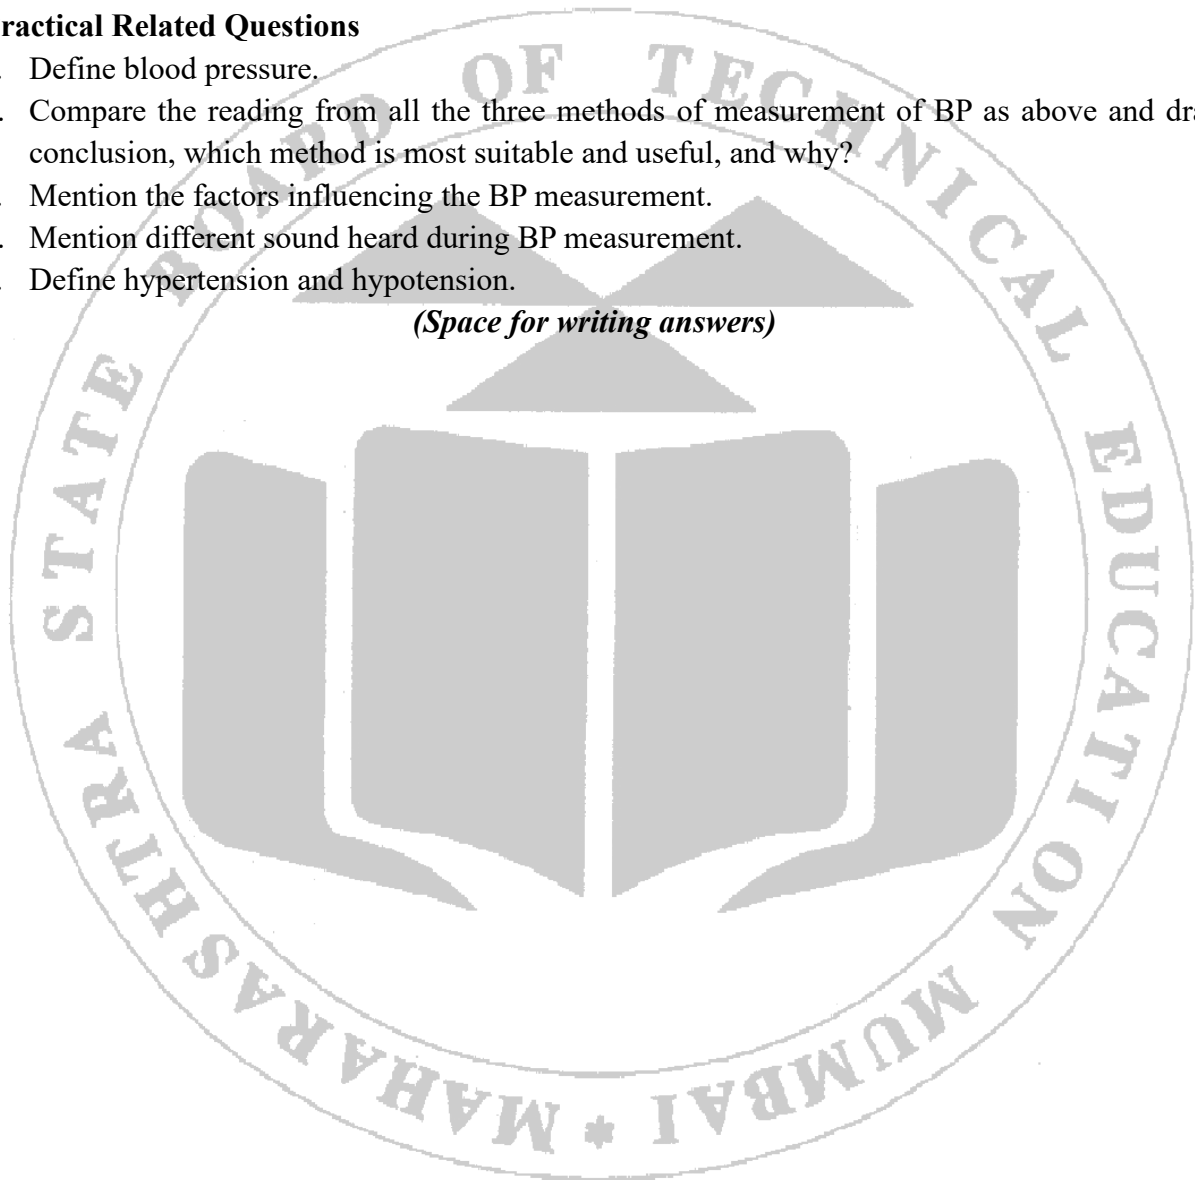 ractical Related Questions
. Define blood pressure.
. Compare the reading from all the three methods of measurement of BP as above and dra
conclusion, which method is most suitable and useful, and why?
. Mention the factors influencing the BP measurement.
. Mention different sound heard during BP measurement.
. Define hypertension and hypotension.
(Space for writing answers)
MAHARASHTRA STATE BOARD OF TECHNICAL EDUCATION MUMBAI *